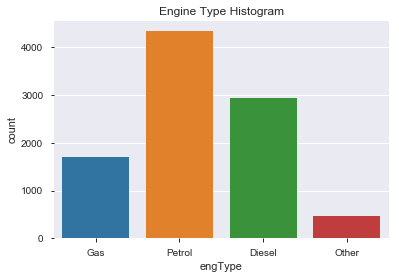 Engine Type Histogram
4000
3000
2000
1000
0
count
Gas Petrol Diesel Other
engType